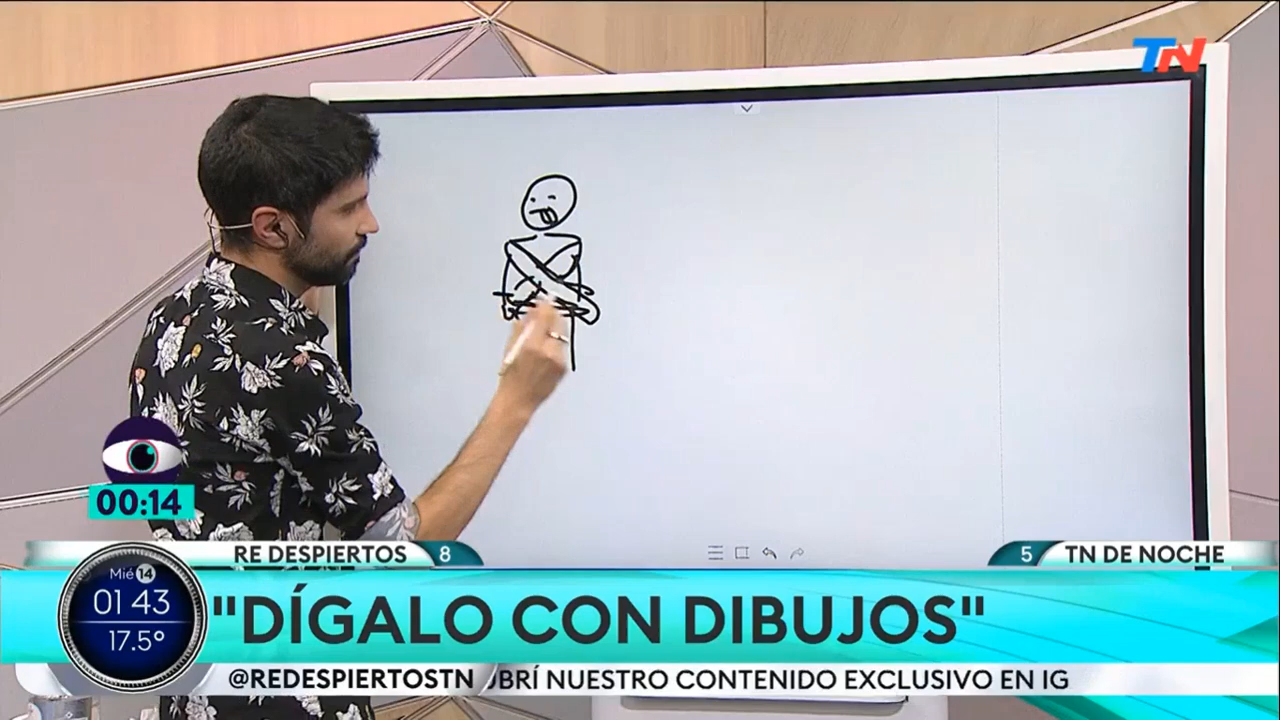 TN
00:14
RE DESPIERTOS 8
5 TN DE NOCHE
Mié 14
01 43
17.5°
"DÍGALO CON DIBUJOS"
@REDESPIERTOSTN UBRÍ NUESTRO CONTENIDO EXCLUSIVO EN IG